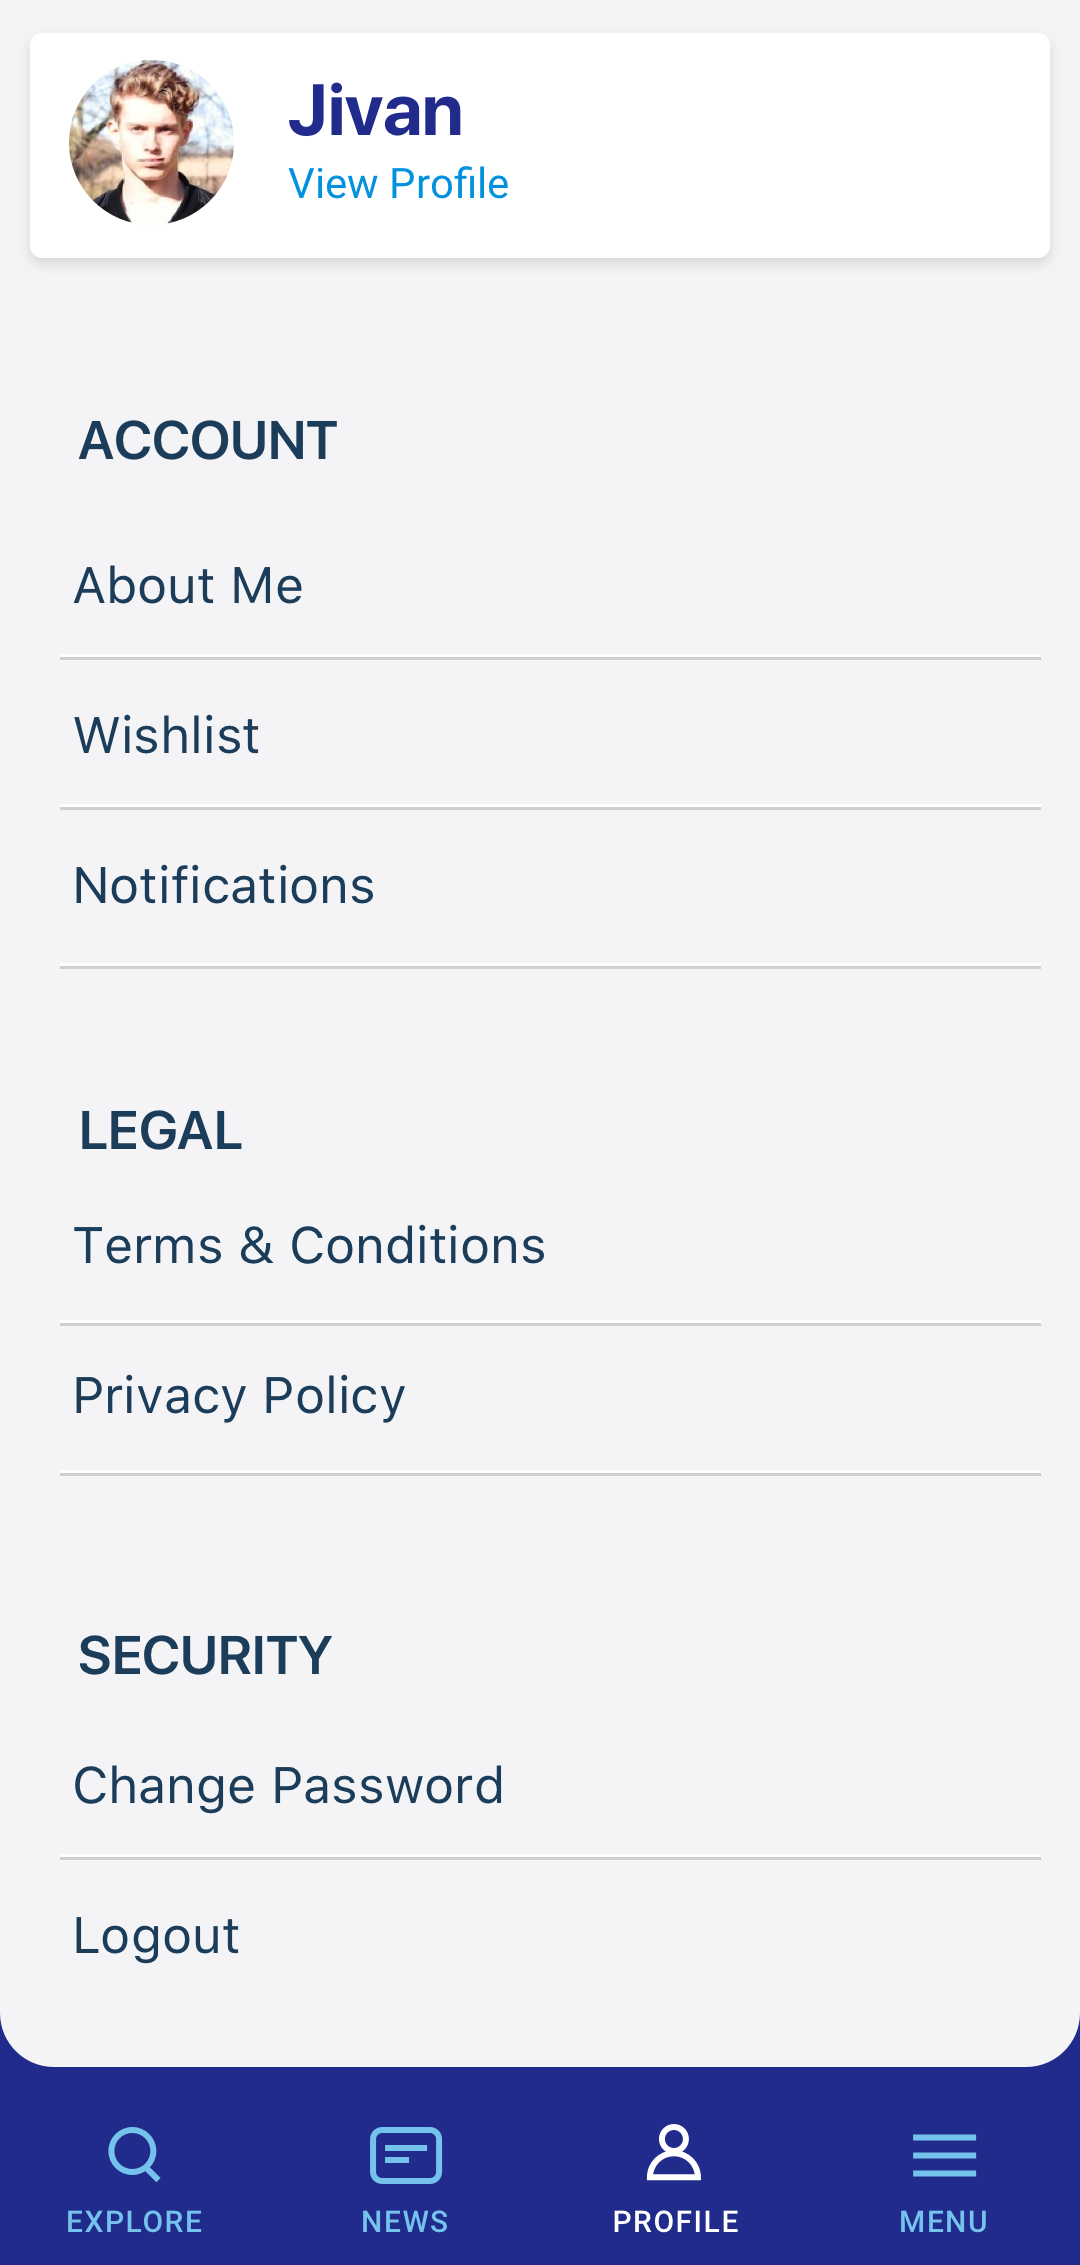 Jivan
View Profile
ACCOUNT
About Me
Wishlist
Notifications
LEGAL
Terms & Conditions
Privacy Policy
SECURITY
Change Password
Logout
EXPLORE NEWS PROFILE MENU